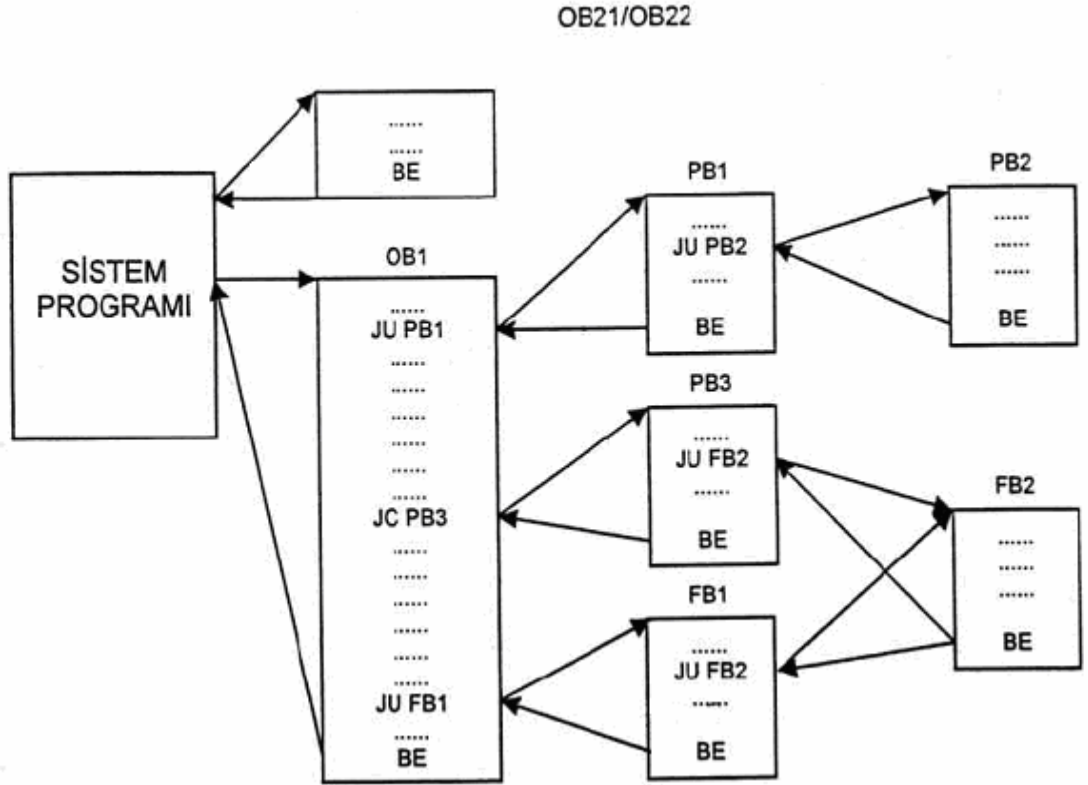 OB21/OB22
......
......
BE
SİSTEM
PROGRAMI
OB1
......
JU PB1
......
......
......
......
......
......
JC PB3
......
......
......
......
......
......
JU FB1
......
BE
PB1
......
JU PB2
......
BE
PB2
......
......
......
BE
PB3
......
JU FB2
......
BE
FB1
......
JU FB2
......
BE
FB2
......
......
......
BE